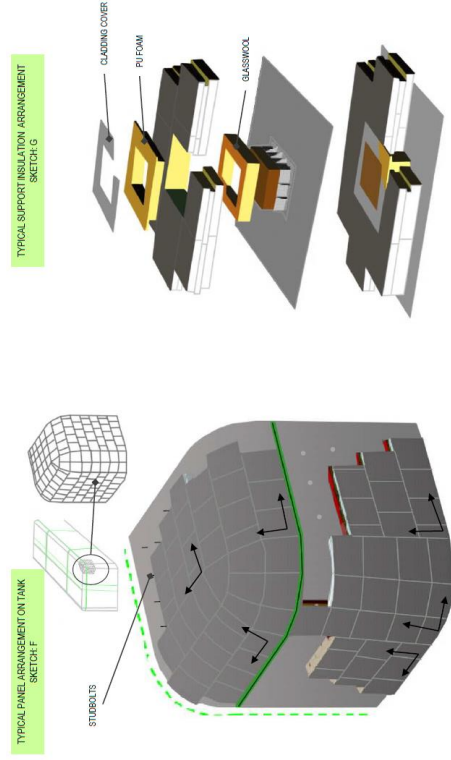 TYPICAL PANEL ARRANGEMENT ON TANK
SKETCH: F
STUDBOLTS
TYPICAL SUPPORT INSULATION ARRANGEMENT
SKETCH: G
CLADDING COVER
PU FOAM
GLASSWOOL